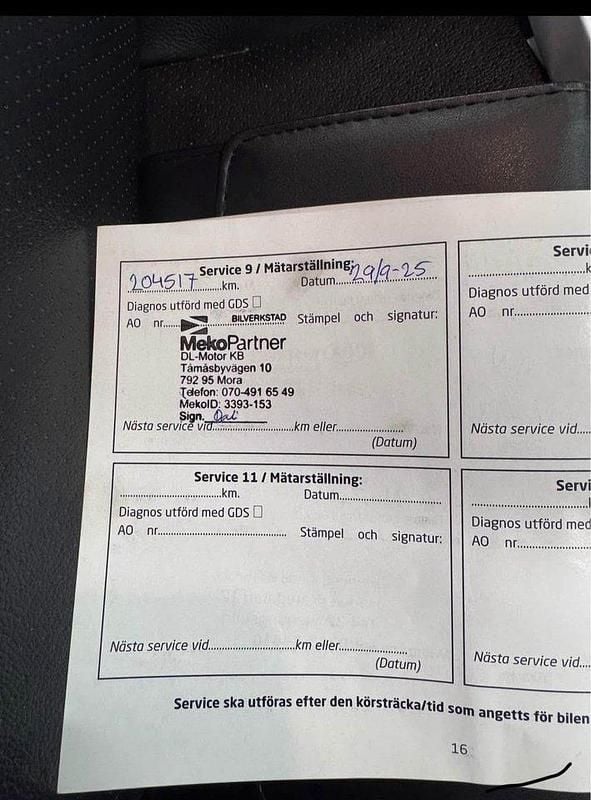 Service 9 / Mätarställning:
204517 km. Datum 29/9-25
Diagnos utförd med GDS
AO nr. BILVERKSTAD Stämpel och signatur:
MekoPartner
DL-Motor KB
Tåmåsbyvägen 10
792 95 Mora
Telefon: 070-491 65 49
MekoID: 3393-153
Sign.
Nästa service vid km eller
(Datum)
Servi
Diagnos utförd med
AO nr
Nästa service vid
Service 11 / Mätarställning:
km. Datum
Diagnos utförd med GDS
AO nr. Stämpel och signatur:
Nästa service vid km eller
(Datum)
Servi
Diagnos utförd med
AO nr
Nästa service vid
Service ska utföras efter den körsträcka/tid som angetts för bilen
16